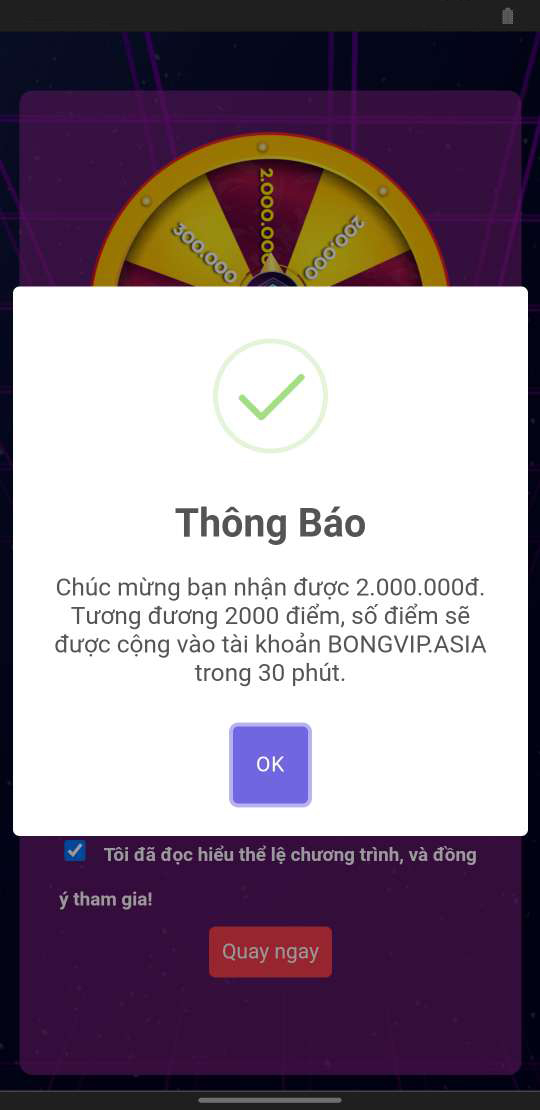 300.000
2.000.000
200.000
Thông Báo
Chúc mừng bạn nhận được 2.000.000đ.
Tương đương 2000 điểm, số điểm sẽ
được cộng vào tài khoản BONGVIP.ASIA
trong 30 phút.
OK
Tôi đã đọc hiểu thể lệ chương trình, và đồng
ý tham gia!
Quay ngay